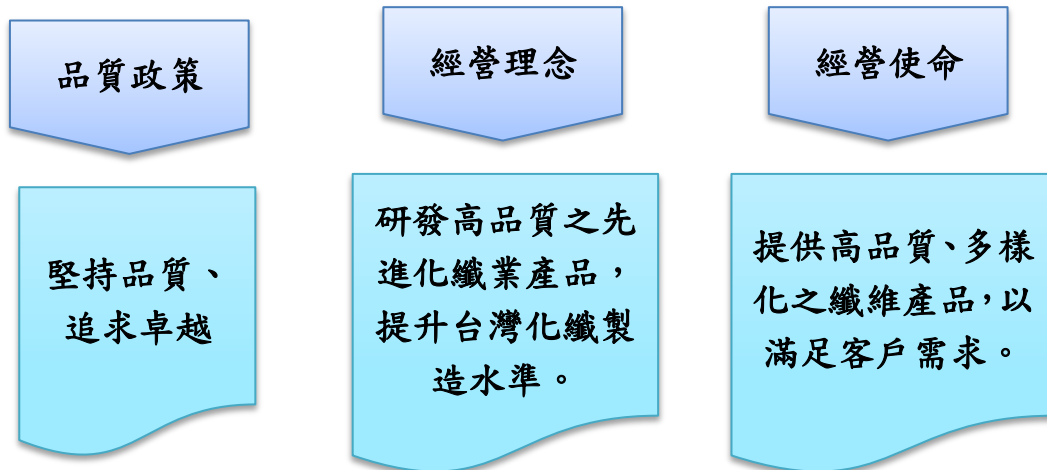 品質政策
堅持品質、
追求卓越
經營理念
研發高品質之先
進化纖業產品，
提升台灣化纖製
造水準。
經營使命
提供高品質、多樣
化之纖維產品，以
滿足客戶需求。